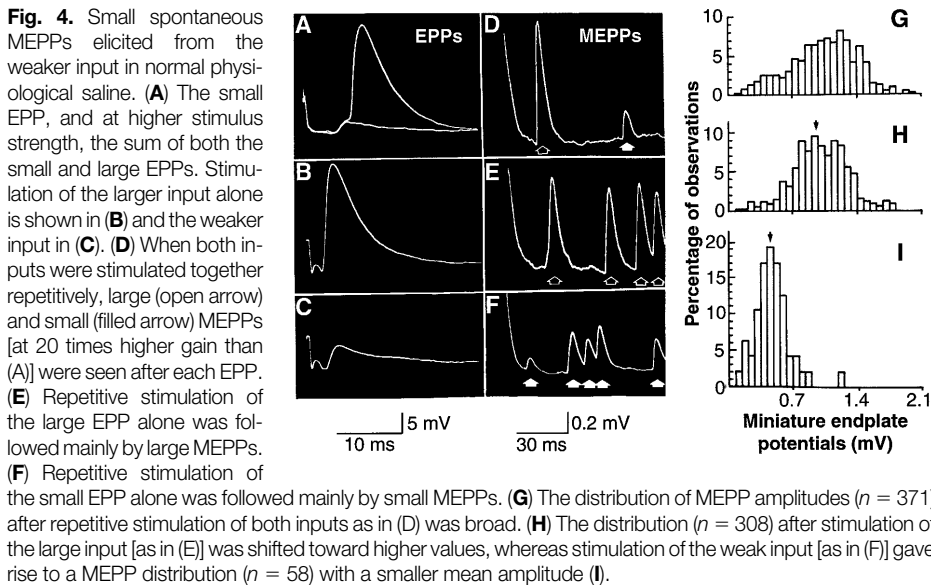 Fig. 4. Small spontaneous
MEPPs elicited from the
weaker input in normal physi-
ological saline. (A) The small
EPP, and at higher stimulus
strength, the sum of both the
small and large EPPs. Stimu-
lation of the larger input alone
is shown in (B) and the weaker
input in (C). (D) When both in-
puts were stimulated together
repetitively, large (open arrow)
and small (filled arrow) MEPPs
[at 20 times higher gain than
(A)] were seen after each EPP.
(E) Repetitive stimulation of
the large EPP alone was fol-
lowed mainly by large MEPPs.
(F) Repetitive stimulation of
the small EPP alone was followed mainly by small MEPPs. (G) The distribution of MEPP amplitudes (n = 371)
after repetitive stimulation of both inputs as in (D) was broad. (H) The distribution (n = 308) after stimulation of
the large input [as in (E)] was shifted toward higher values, whereas stimulation of the weak input [as in (F)] gave
rise to a MEPP distribution (n = 58) with a smaller mean amplitude (I).
A
EPPs
B
C
5 mV
10 ms
D
MEPPs
E
F
0.2 mV
30 ms
Percentage of observations
10
5
0
G
10
5
0
H
20
15
10
5
0
I
0.7
1.4
2.1
Miniature endplate
potentials (mV)